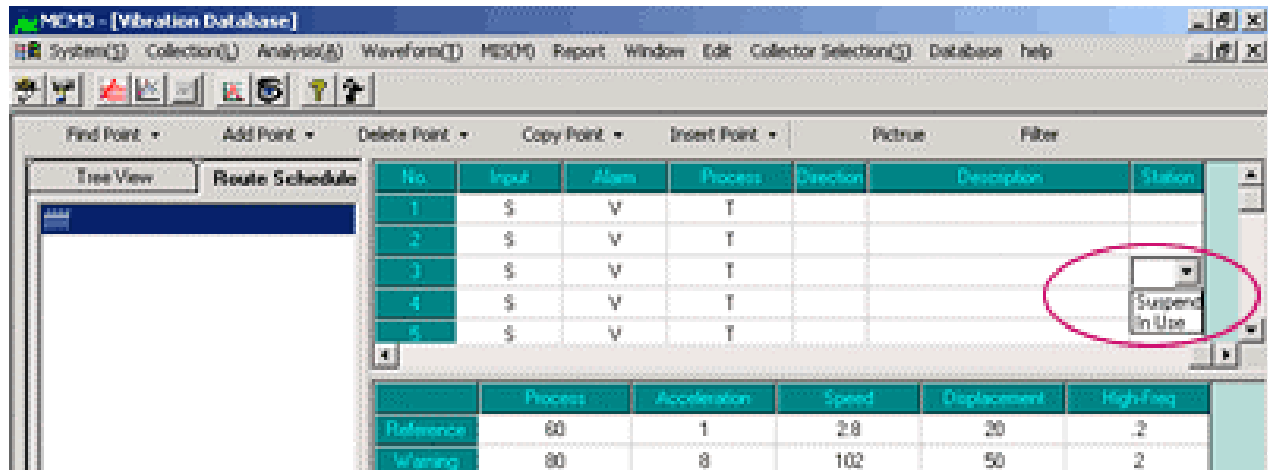 MCM3 - [Vibration Database]
System(S) Collection(L) Analysis(A) Waveform(T) MIS(M) Report Window Edit Collector Selection(S) Database help
Find Point Add Point Delete Point Copy Point Insert Point Pictrue Filter
Tree View Route Schedule
No. Input Alarm Process Direction Description Station
1 S V T
2 S V T
3 S V T
4 S V T Suspend
5 S V T In Use
Process Acceleration Speed Displacement High-Freq
Reference 60 1 2.8 20 .2
Warning 80 8 102 50 2